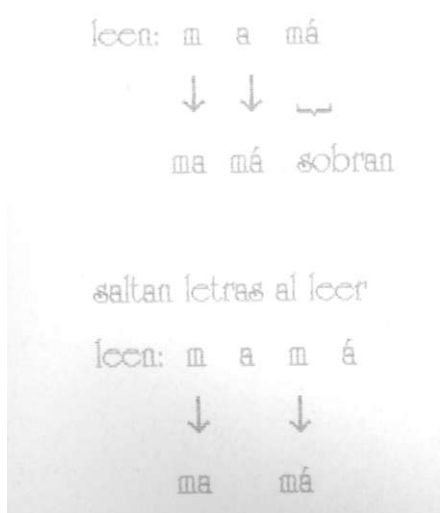 leen: m a má
↓ ↓
ma má sobran
saltan letras al leer
leen: m a m á
↓ ↓
ma má